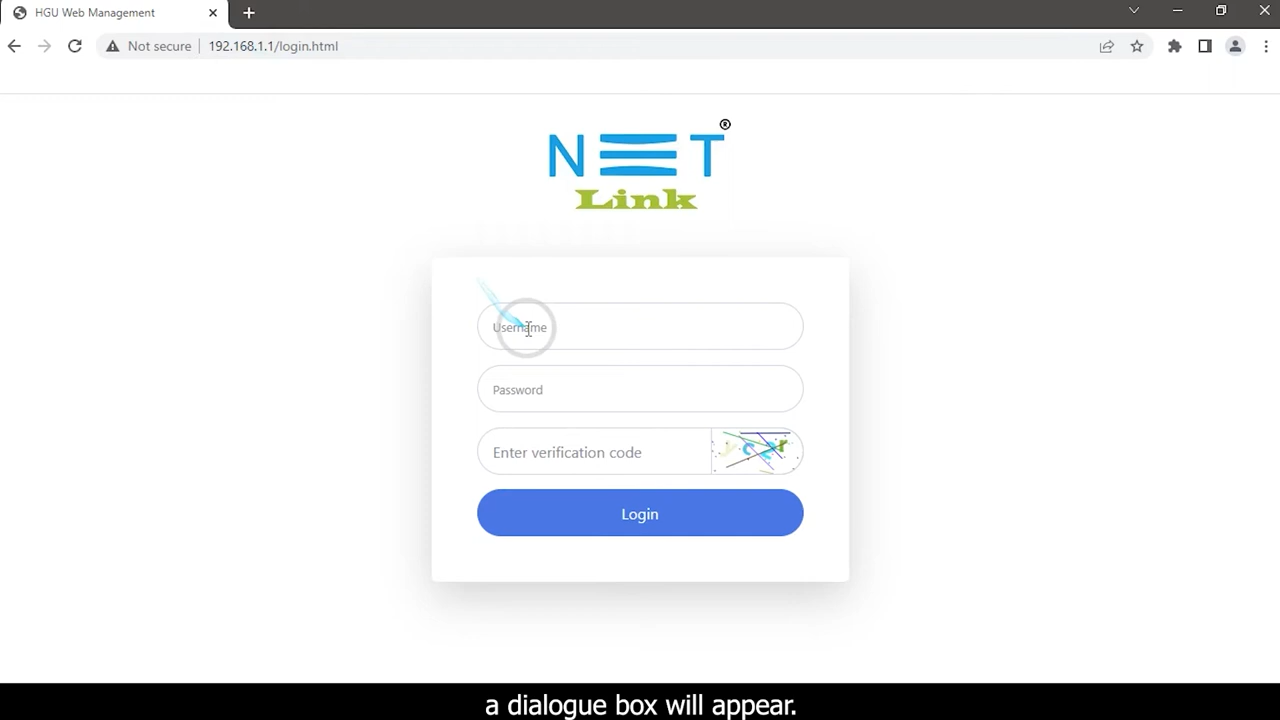 HGU Web Management
Not secure
192.168.1.1/login.html
NET
®
Link
Username
Password
Enter verification code
Login
a dialogue box will appear.